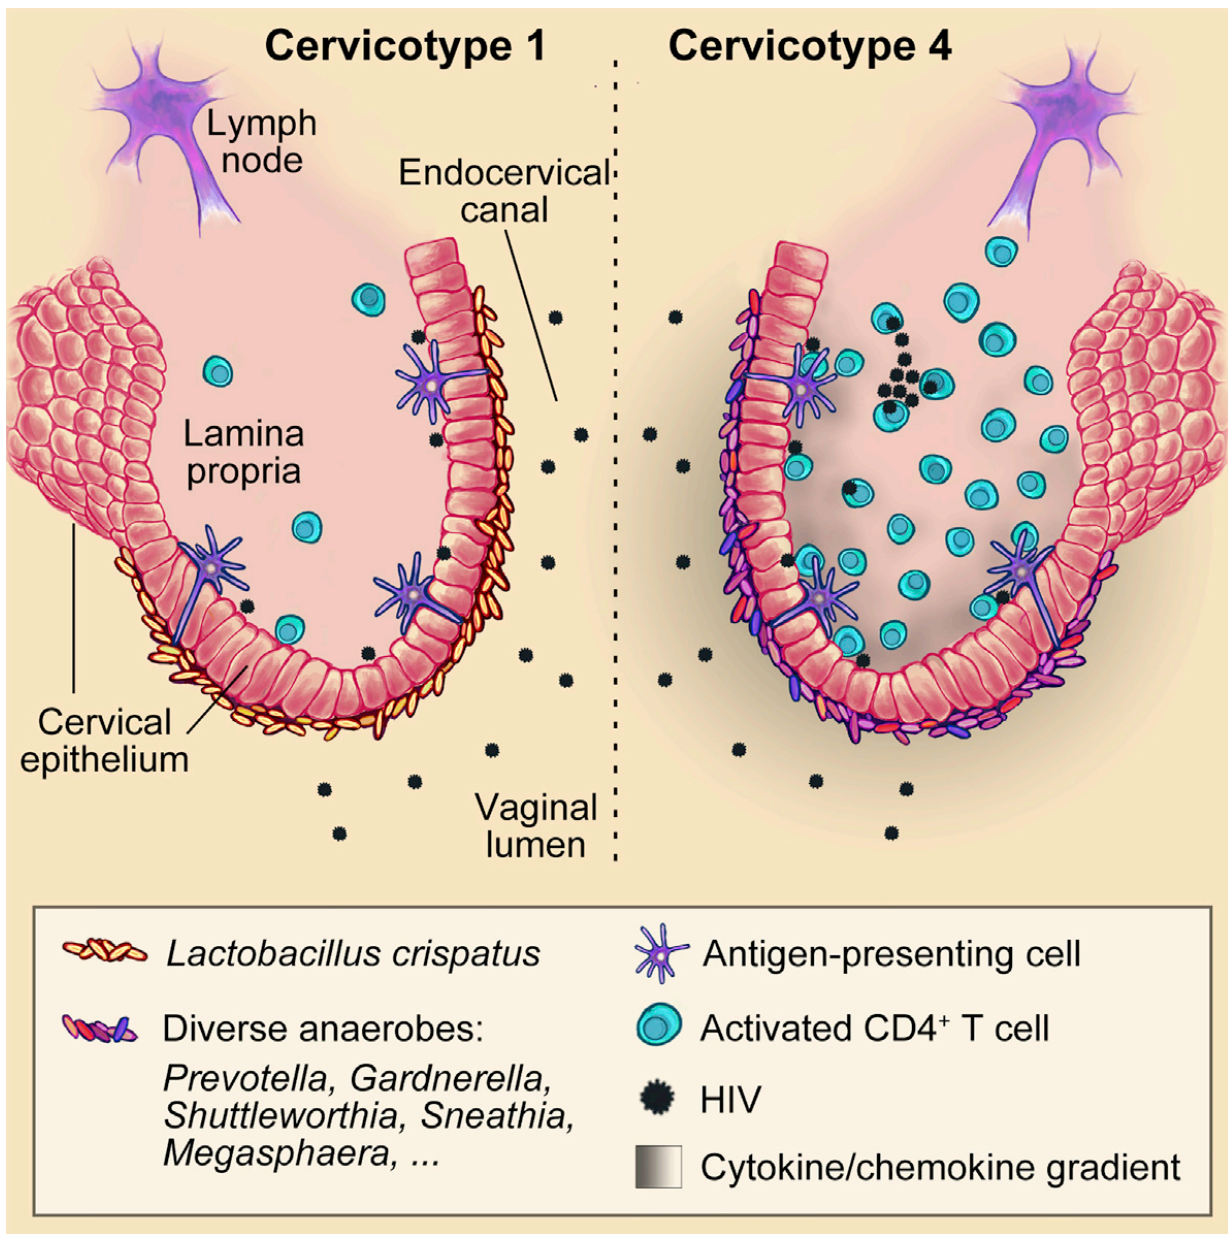 Cervicotype 1
Cervicotype 4
Lymph
node
Endocervical
canal
Lamina
propria
Cervical
epithelium
Vaginal
lumen
Lactobacillus crispatus
Diverse anaerobes:
Prevotella, Gardnerella,
Shuttleworthia, Sneathia,
Megasphaera, ...
Antigen-presenting cell
Activated CD4⁺ T cell
HIV
Cytokine/chemokine gradient